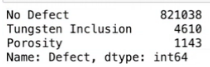 No Defect 821038
Tungsten Inclusion 4610
Porosity 1143
Name: Defect, dtype: int64